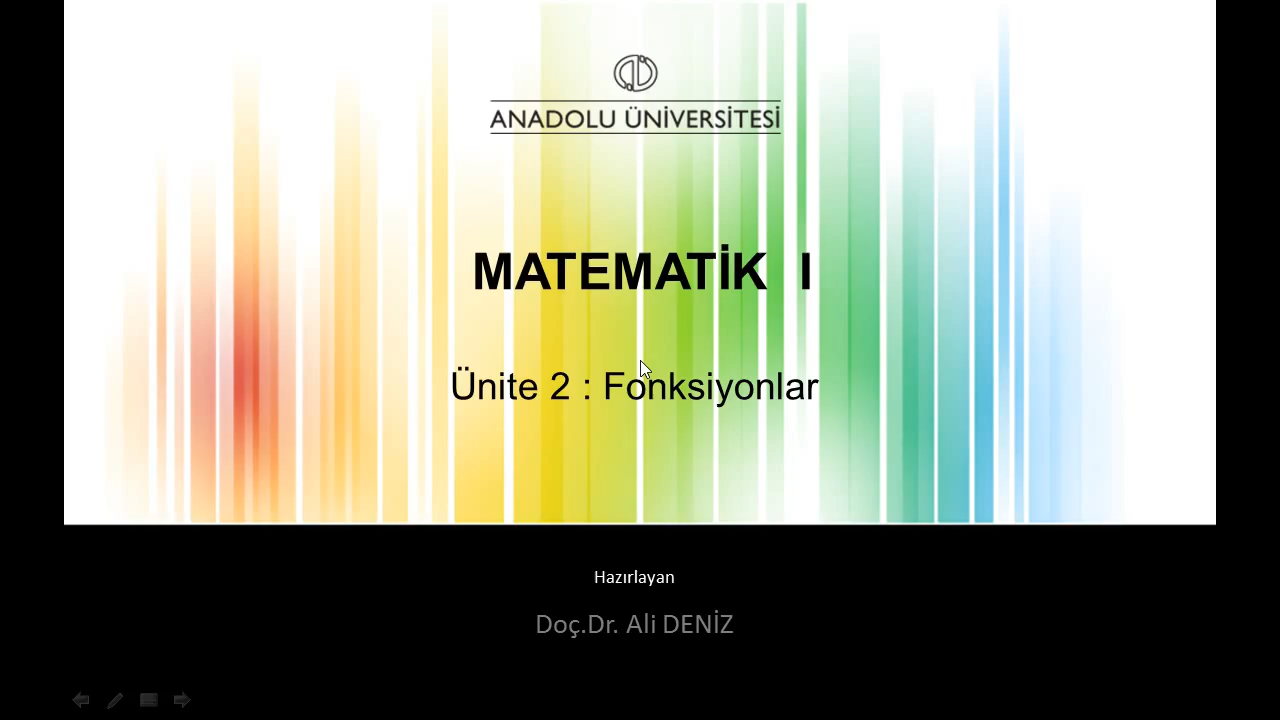 ANADOLU ÜNİVERSİTESİ
MATEMATİK I
Ünite 2 : Fonksiyonlar
Hazırlayan
Doç.Dr. Ali DENİZ